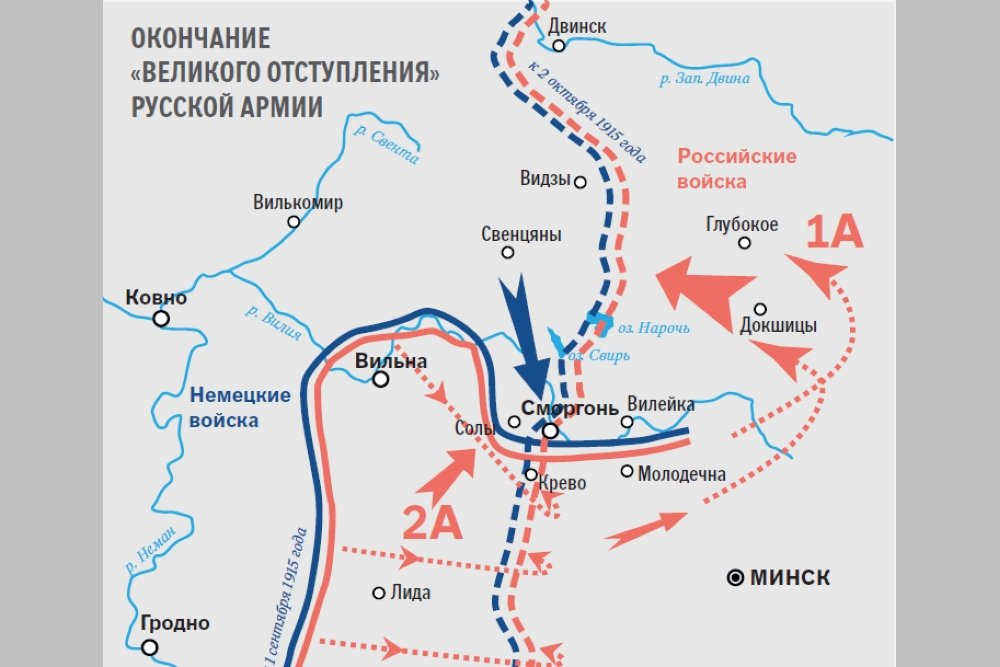 ОКОНЧАНИЕ
«ВЕЛИКОГО ОТСТУПЛЕНИЯ»
РУССКОЙ АРМИИ
Двинск
р. Зап. Двина
к 2 октября 1915 года
р. Свента
Российские
войска
Видзы
Вилькомир
Глубокое
1А
Свенцяны
Ковно
р. Вилия
Докшицы
оз. Нарочь
оз. Свирь
Вильна
Немецкие
войска
Сморгонь
Вилейка
Солы
Молодечна
Крево
2А
р. Неман
МИНСК
Лида
Гродно
1 сентября 1915 года